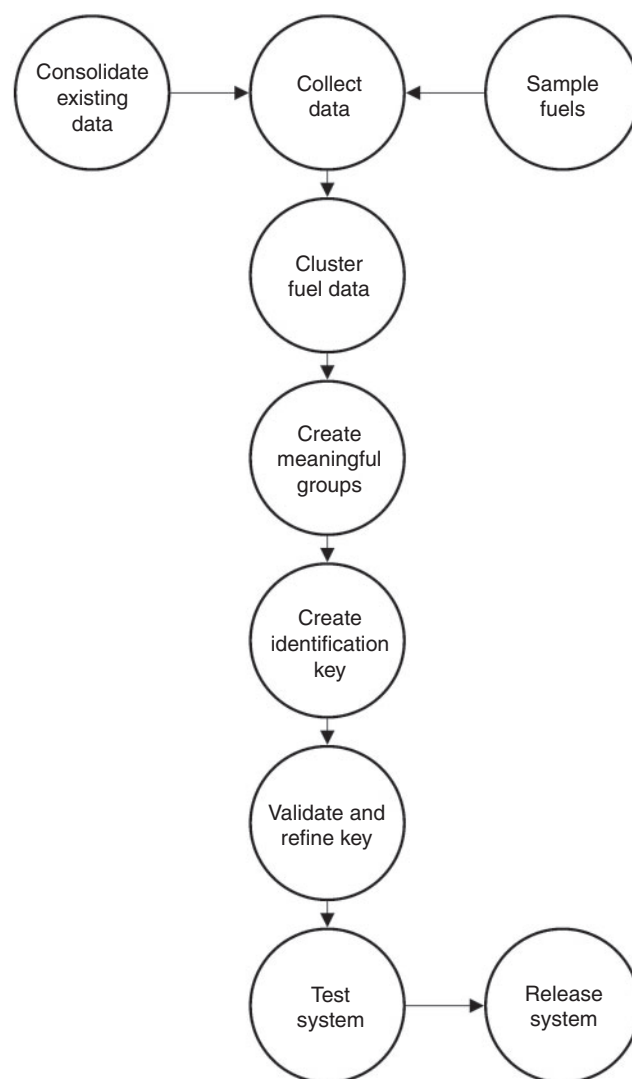 Consolidate
existing
data
Collect
data
Sample
fuels
Cluster
fuel data
Create
meaningful
groups
Create
identification
key
Validate and
refine key
Test
system
Release
system